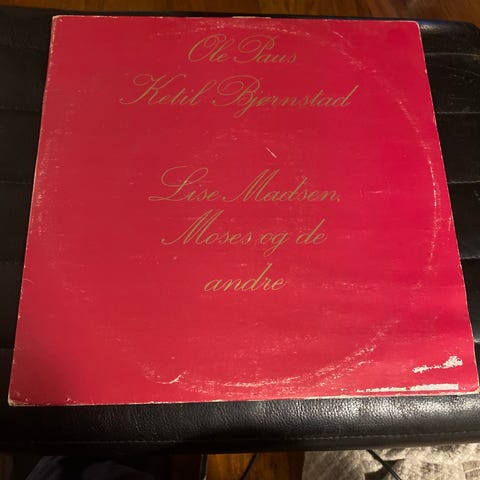 Ole Paus
Ketil Bjørnstad
Lise Madsen,
Moses og de
andre